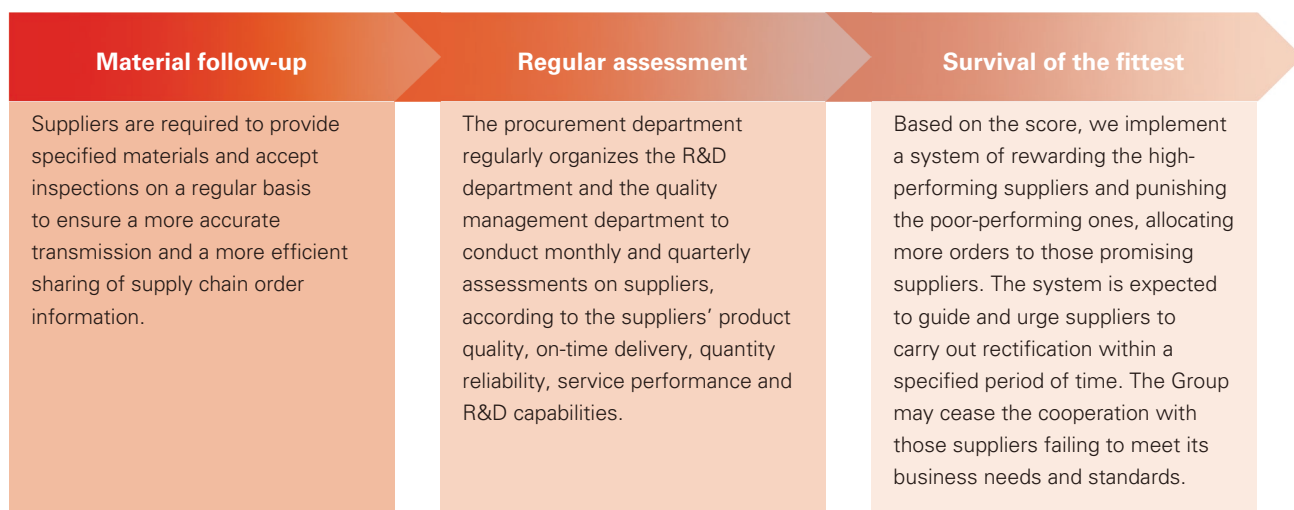 Material follow-up
Suppliers are required to provide
specified materials and accept
inspections on a regular basis
to ensure a more accurate
transmission and a more efficient
sharing of supply chain order
information.
Regular assessment
The procurement department
regularly organizes the R&D
department and the quality
management department to
conduct monthly and quarterly
assessments on suppliers,
according to the suppliers’ product
quality, on-time delivery, quantity
reliability, service performance and
R&D capabilities.
Survival of the fittest
Based on the score, we implement
a system of rewarding the high-
performing suppliers and punishing
the poor-performing ones, allocating
more orders to those promising
suppliers. The system is expected
to guide and urge suppliers to
carry out rectification within a
specified period of time. The Group
may cease the cooperation with
those suppliers failing to meet its
business needs and standards.